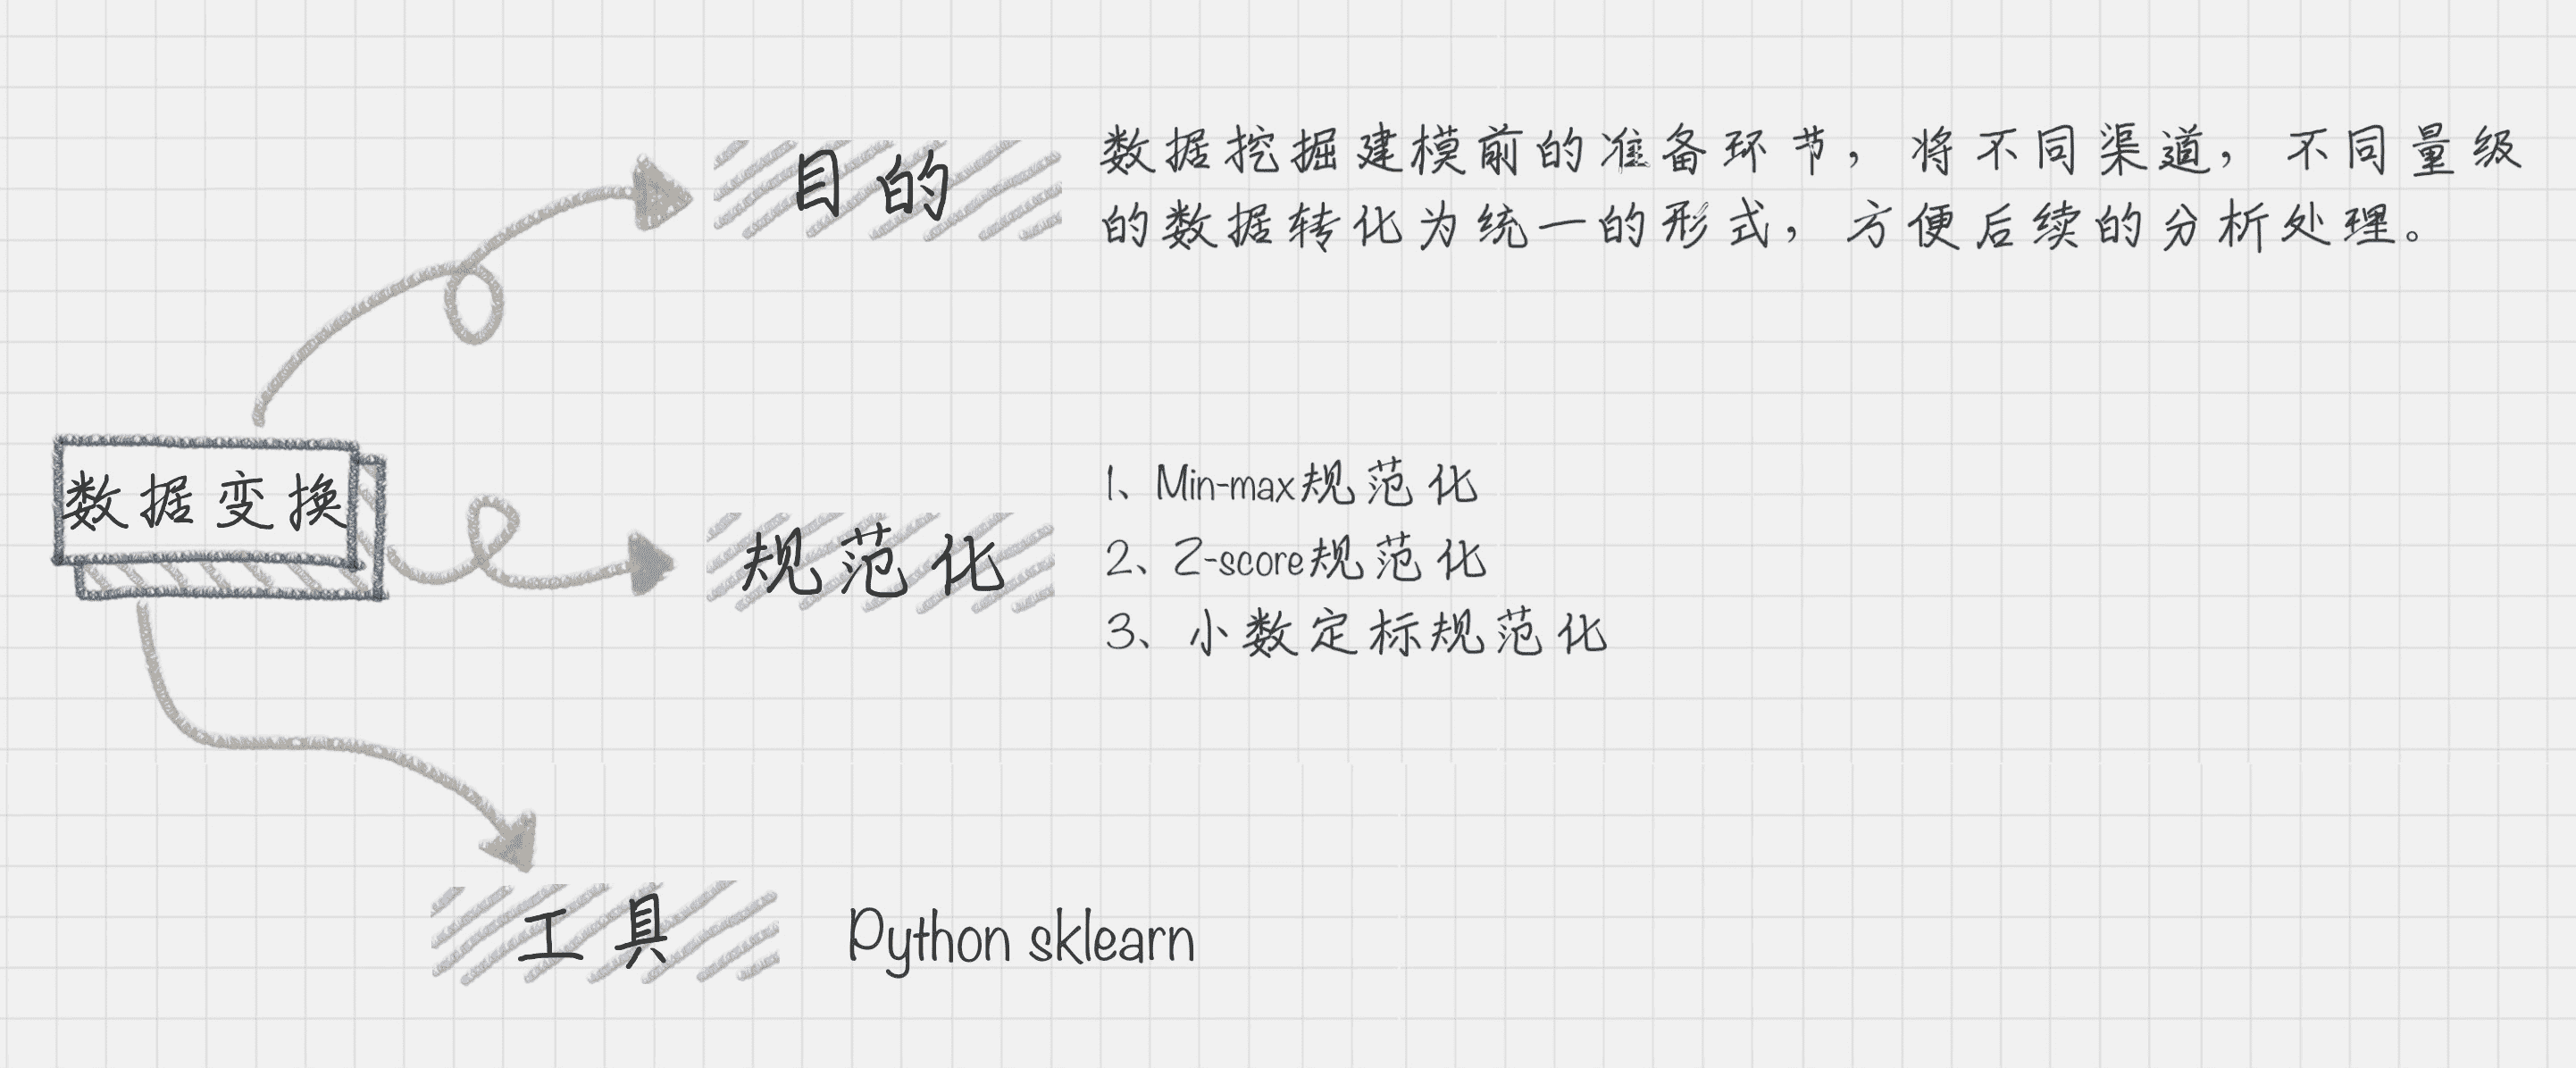 目的
数据挖掘建模前的准备环节，将不同渠道，不同量级
的数据转化为统一的形式，方便后续的分析处理。
数据变换
规范化
1、Min-max规范化
2、Z-score规范化
3、小数定标规范化
工具
Python sklearn